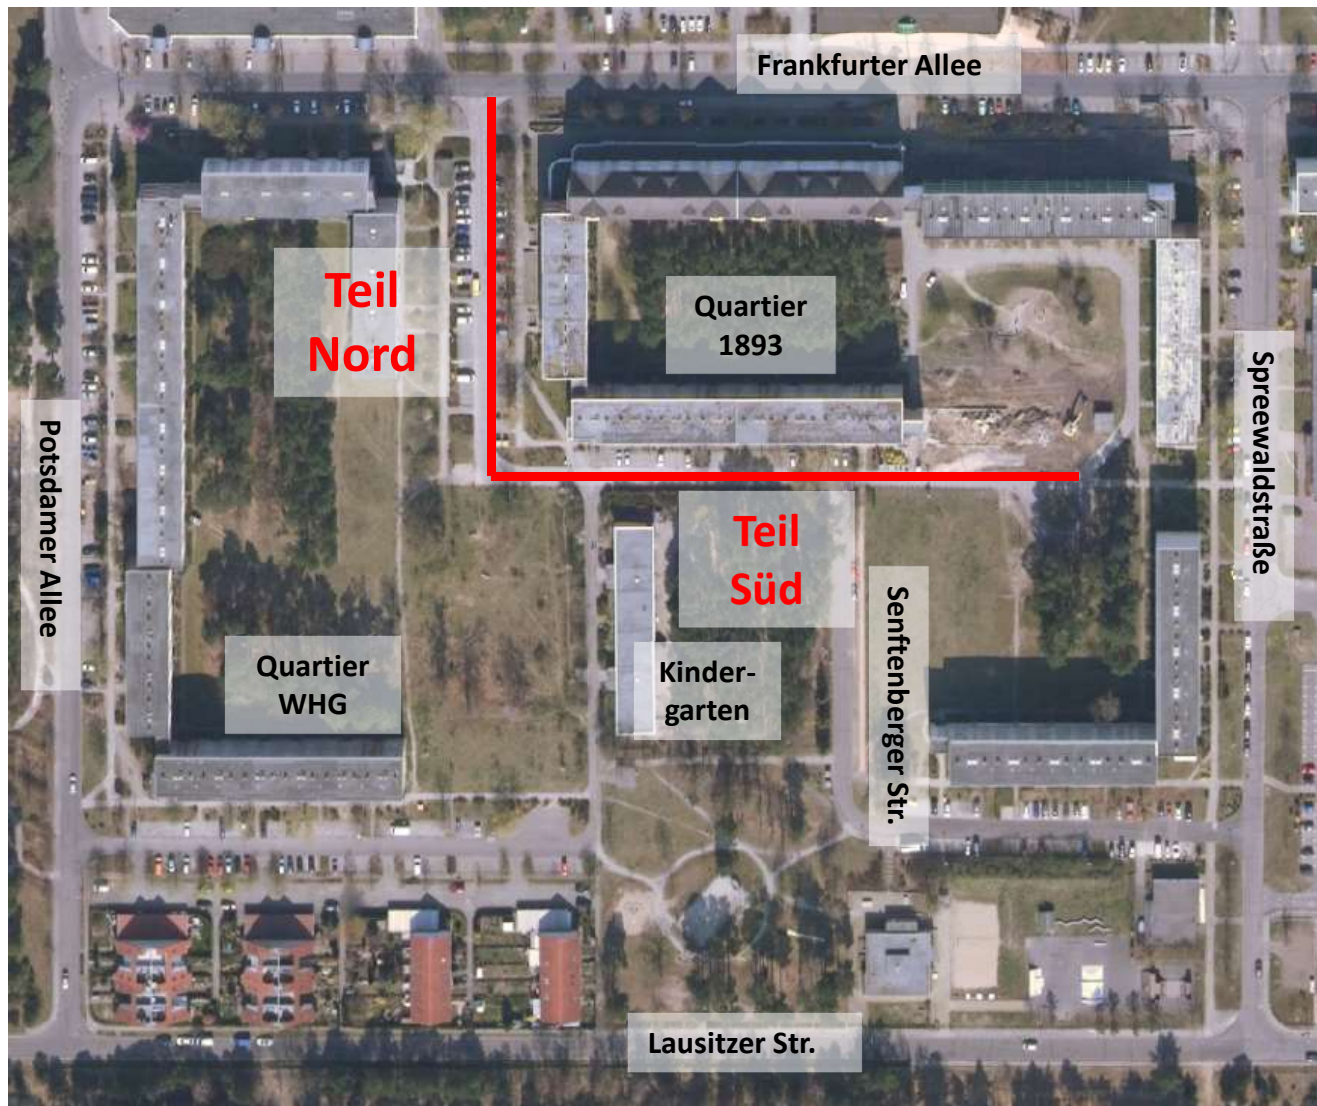 Frankfurter Allee
Teil
Nord
Quartier
1893
Spreewaldstraße
Potsdamer Allee
Teil
Süd
Senftenberger Str.
Quartier
WHG
Kinder-
garten
Lausitzer Str.